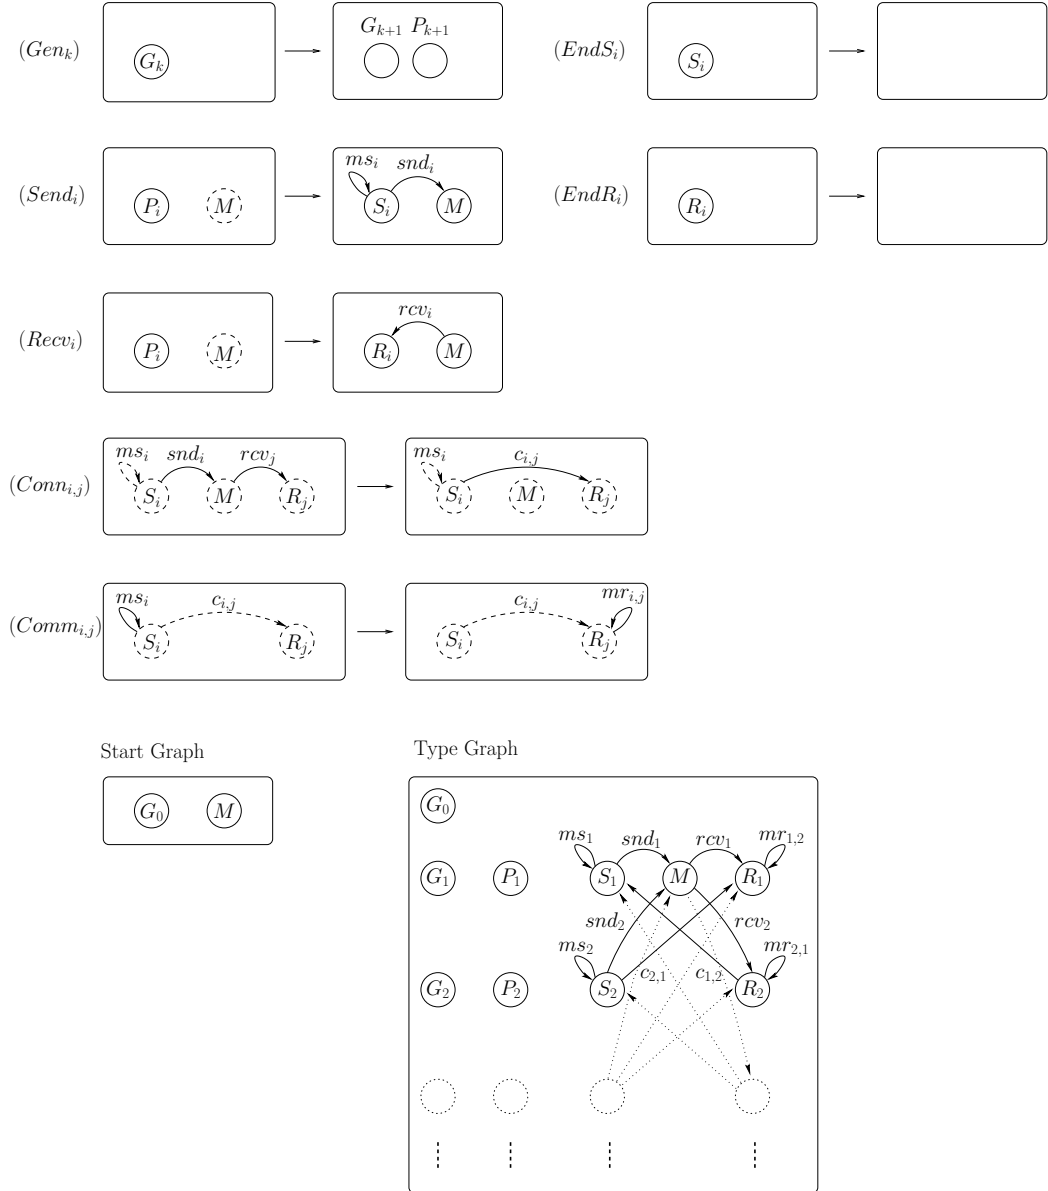 (Gen_k) G_k G_{k+1} P_{k+1} (EndS_i) S_i
(Send_i) P_i M ms_i snd_i S_i M (EndR_i) R_i
(Recv_i) P_i M rcv_i R_i M
(Conn_{i,j}) ms_i snd_i rcv_j S_i M R_j ms_i c_{i,j} S_i M R_j
(Comm_{i,j}) ms_i c_{i,j} S_i R_j c_{i,j} mr_{i,j} S_i R_j
Start Graph
G_0 M
Type Graph
G_0
ms_1 snd_1 rcv_1 mr_{1,2}
G_1 P_1 S_1 M R_1
snd_2 rcv_2
ms_2 mr_{2,1}
c_{2,1} c_{1,2}
G_2 P_2 S_2 R_2